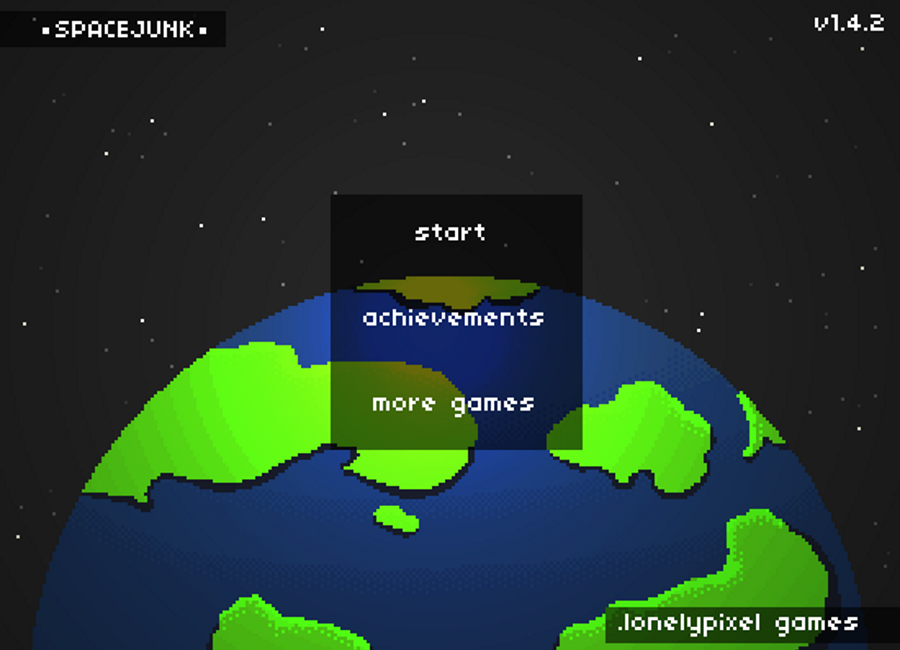 ▪SPACEJUNK▪
v1.4.2
start
achievements
more games
.lonelypixel games